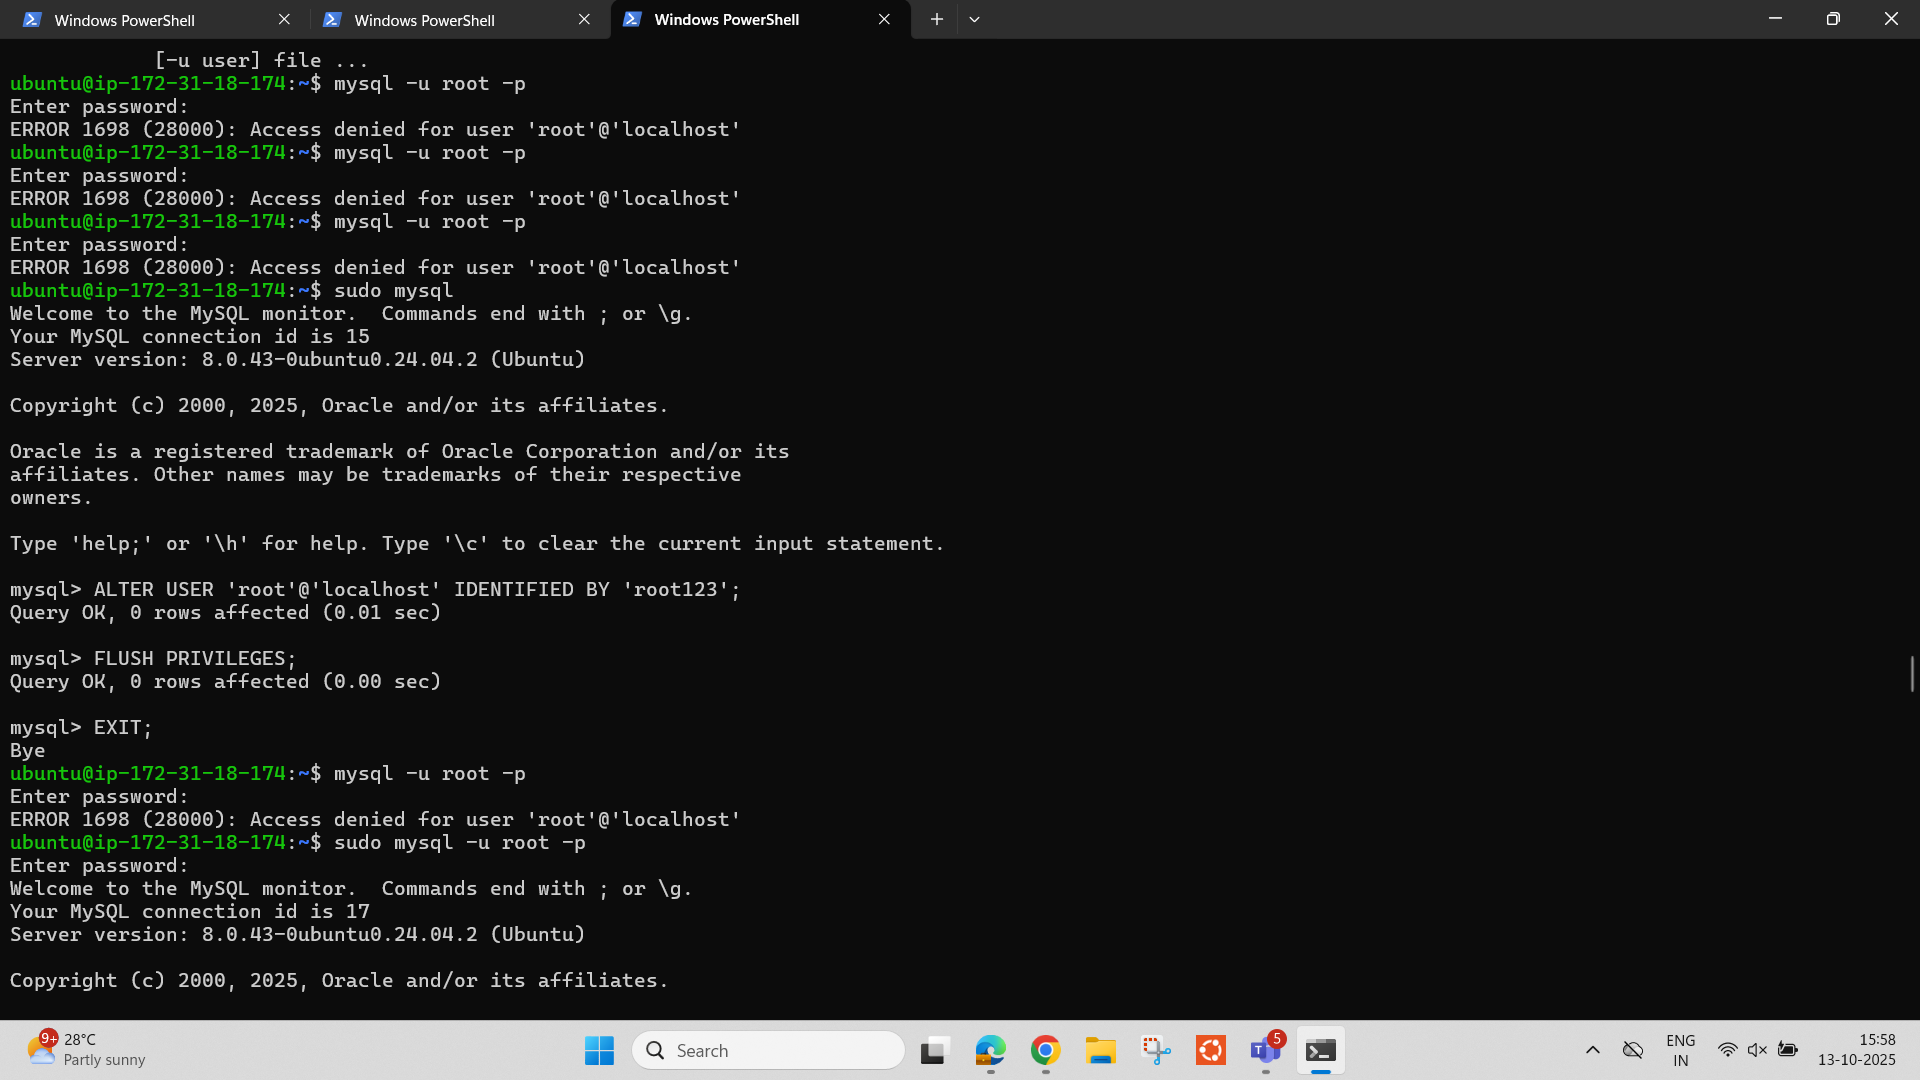 Windows PowerShell
Windows PowerShell
Windows PowerShell
[-u user] file ...
ubuntu@ip-172-31-18-174:~$ mysql -u root -p
Enter password:
ERROR 1698 (28000): Access denied for user 'root'@'localhost'
ubuntu@ip-172-31-18-174:~$ mysql -u root -p
Enter password:
ERROR 1698 (28000): Access denied for user 'root'@'localhost'
ubuntu@ip-172-31-18-174:~$ mysql -u root -p
Enter password:
ERROR 1698 (28000): Access denied for user 'root'@'localhost'
ubuntu@ip-172-31-18-174:~$ sudo mysql
Welcome to the MySQL monitor.  Commands end with ; or \g.
Your MySQL connection id is 15
Server version: 8.0.43-0ubuntu0.24.04.2 (Ubuntu)
Copyright (c) 2000, 2025, Oracle and/or its affiliates.
Oracle is a registered trademark of Oracle Corporation and/or its
affiliates. Other names may be trademarks of their respective
owners.
Type 'help;' or '\h' for help. Type '\c' to clear the current input statement.
mysql> ALTER USER 'root'@'localhost' IDENTIFIED BY 'root123';
Query OK, 0 rows affected (0.01 sec)
mysql> FLUSH PRIVILEGES;
Query OK, 0 rows affected (0.00 sec)
mysql> EXIT;
Bye
ubuntu@ip-172-31-18-174:~$ mysql -u root -p
Enter password:
ERROR 1698 (28000): Access denied for user 'root'@'localhost'
ubuntu@ip-172-31-18-174:~$ sudo mysql -u root -p
Enter password:
Welcome to the MySQL monitor.  Commands end with ; or \g.
Your MySQL connection id is 17
Server version: 8.0.43-0ubuntu0.24.04.2 (Ubuntu)
Copyright (c) 2000, 2025, Oracle and/or its affiliates.
9+
28°C
Partly sunny
Search
T
5
ENG
IN
15:58
13-10-2025